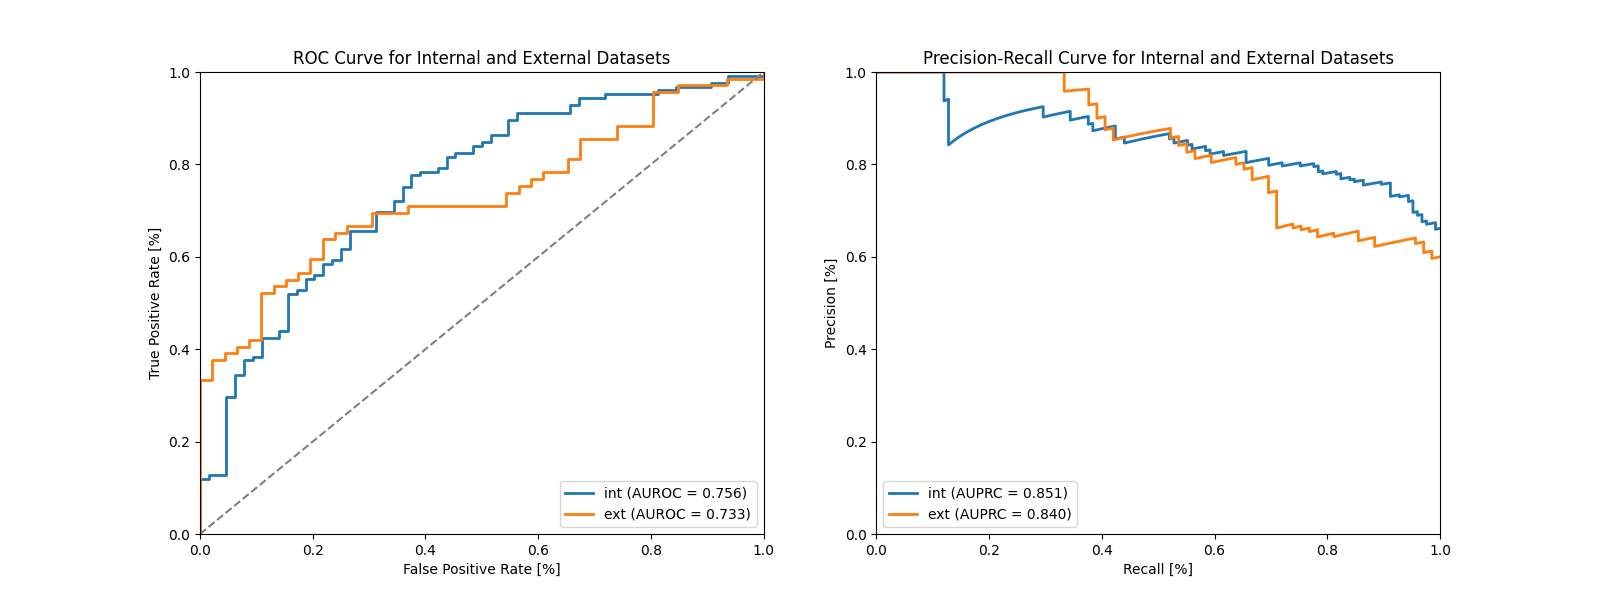 ROC Curve for Internal and External Datasets
1.0
0.8
0.6
0.4
0.2
0.0
True Positive Rate [%]
int (AUROC = 0.756)
ext (AUROC = 0.733)
0.0 0.2 0.4 0.6 0.8 1.0
False Positive Rate [%]
Precision-Recall Curve for Internal and External Datasets
1.0
0.8
0.6
0.4
0.2
0.0
Precision [%]
int (AUPRC = 0.851)
ext (AUPRC = 0.840)
0.0 0.2 0.4 0.6 0.8 1.0
Recall [%]